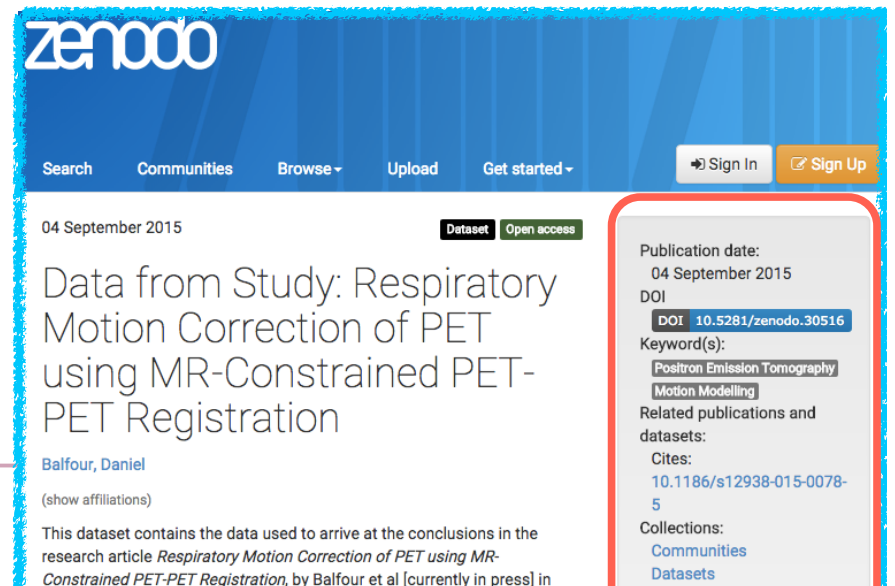 zenodo
Search Communities Browse Upload Get started Sign In Sign Up
04 September 2015 Dataset Open access
Data from Study: Respiratory
Motion Correction of PET
using MR-Constrained PET-
PET Registration
Balfour, Daniel
(show affiliations)
This dataset contains the data used to arrive at the conclusions in the
research article Respiratory Motion Correction of PET using MR-
Constrained PET-PET Registration, by Balfour et al [currently in press] in
Publication date:
04 September 2015
DOI
DOI 10.5281/zenodo.30516
Keyword(s):
Positron Emission Tomography
Motion Modelling
Related publications and
datasets:
Cites:
10.1186/s12938-015-0078-
5
Collections:
Communities
Datasets